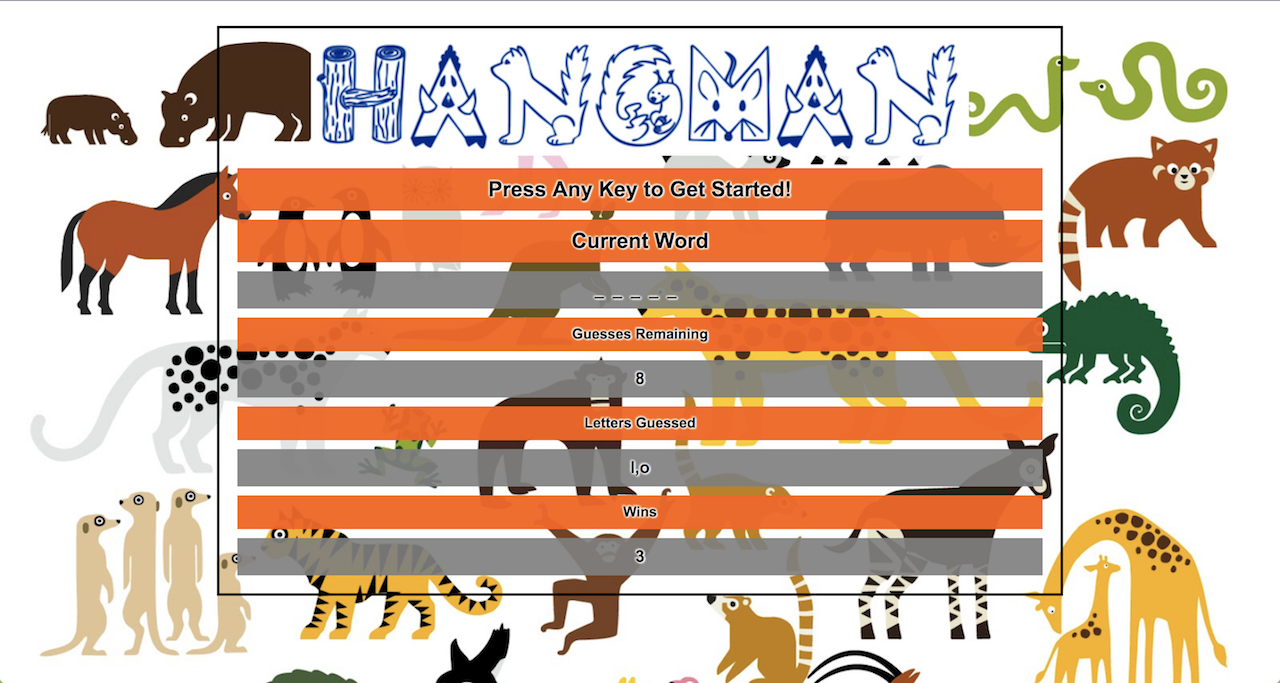 HANGMAN
Press Any Key to Get Started!
Current Word
_ _ _ _ _
Guesses Remaining
8
Letters Guessed
l,o
Wins
3